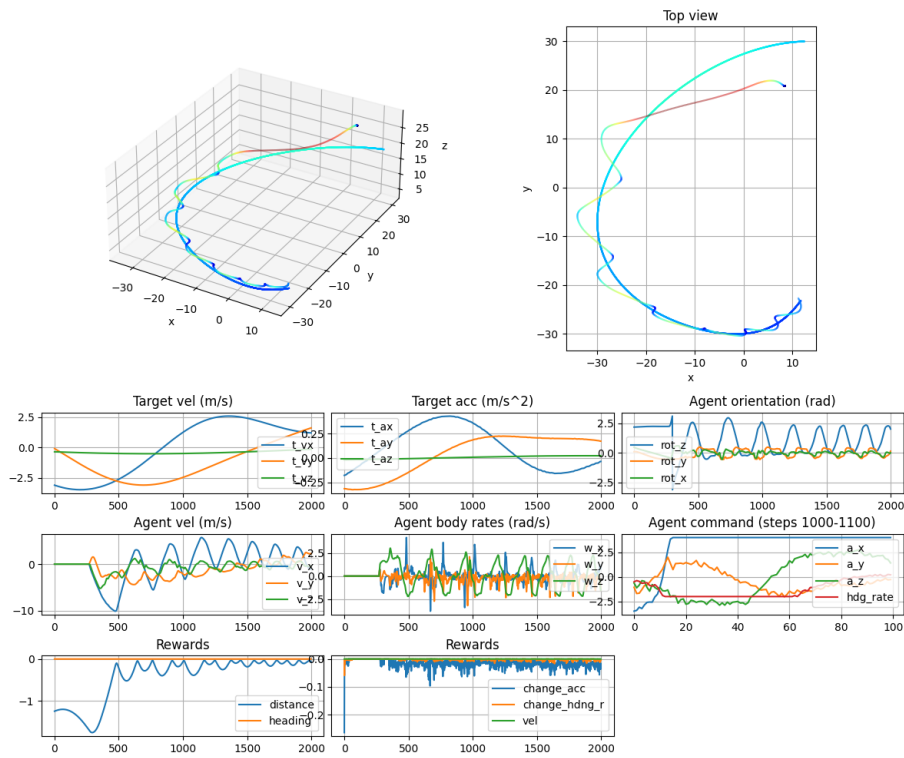 Top view
30
20
10
0
−10
−20
−30
y
−30
−20
−10
0
10
x
25
20
15
10
5
z
30
20
10
0
−10
−20
−30
y
−30
−20
−10
0
10
x
Target vel (m/s)
2.5
0.0
−2.5
t_vx
t_vy
t_vz
0
500
1000
1500
2000
Target acc (m/s^2)
0.25
0.00
t_ax
t_ay
t_az
0
500
1000
1500
2000
Agent orientation (rad)
2.5
0.0
−2.5
rot_z
rot_y
rot_x
0
500
1000
1500
2000
Agent vel (m/s)
0
−10
v_x
v_y
v_z
0
500
1000
1500
2000
Agent body rates (rad/s)
2.5
0.0
−2.5
w_x
w_y
w_z
0
500
1000
1500
2000
Agent command (steps 1000-1100)
2.5
0.0
−2.5
a_x
a_y
a_z
hdg_rate
0
20
40
60
80
100
Rewards
0
−1
distance
heading
0
500
1000
1500
2000
Rewards
0.0
−0.1
−0.2
change_acc
change_hdng_r
vel
0
500
1000
1500
2000